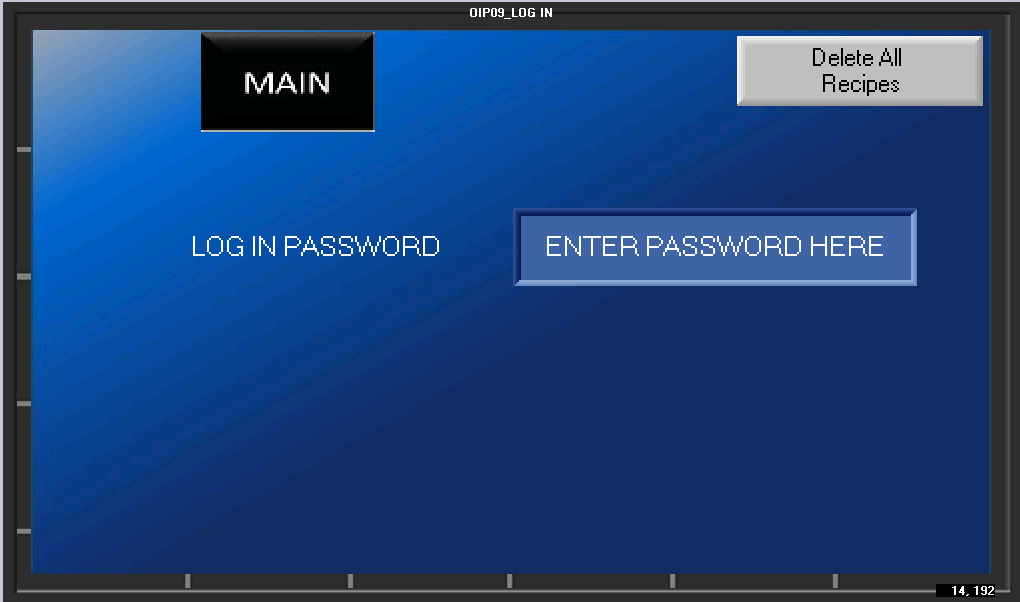 OIP09_LOG IN
MAIN
Delete All
Recipes
LOG IN PASSWORD
ENTER PASSWORD HERE
14, 192